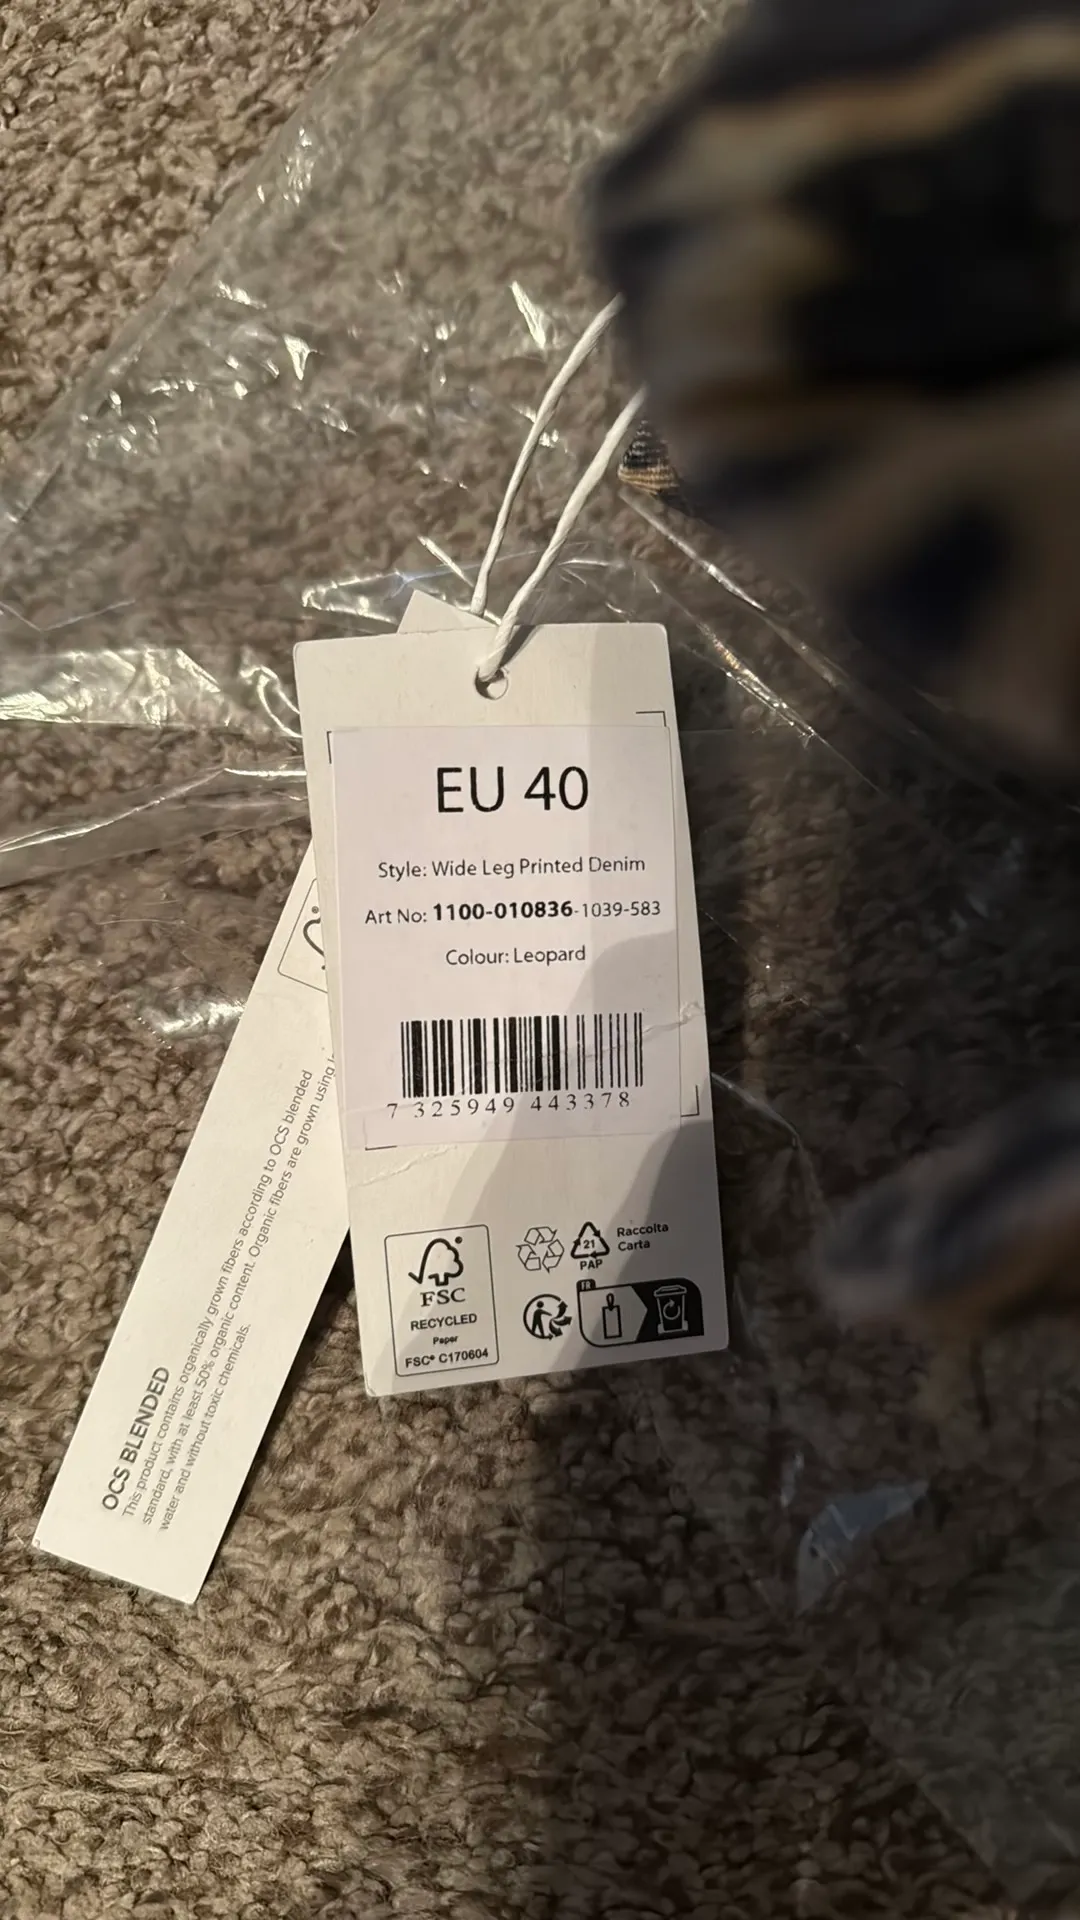 EU 40
Style: Wide Leg Printed Denim
Art No: 1100-010836-1039-583
Colour: Leopard
7 325949 443378
FSC
RECYCLED
Paper
FSC® C170604
21
PAP
Raccolta
Carta
FR
OCS BLENDED
This product contains organically grown fibers according to OCS blended
standard, with at least 50% organic content. Organic fibers are grown using
water and without toxic chemicals.